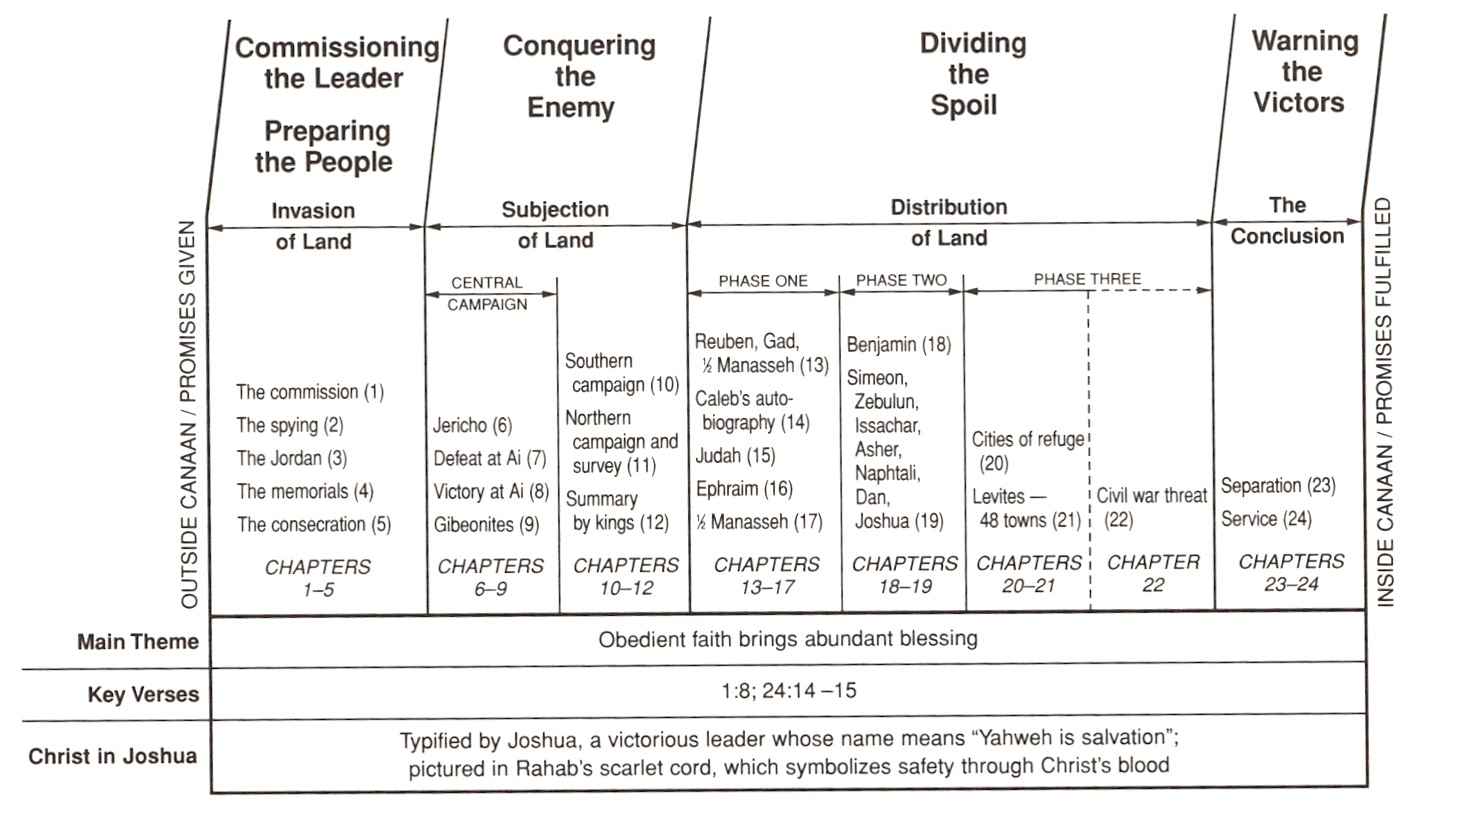 Commissioning
the Leader
Preparing
the People
Conquering
the
Enemy
Dividing
the
Spoil
Warning
the
Victors
OUTSIDE CANAAN / PROMISES GIVEN
Invasion
of Land
Subjection
of Land
Distribution
of Land
The
Conclusion
INSIDE CANAAN / PROMISES FULFILLED
The commission (1)
The spying (2)
The Jordan (3)
The memorials (4)
The consecration (5)
CHAPTERS
1–5
CENTRAL
CAMPAIGN
Jericho (6)
Defeat at Ai (7)
Victory at Ai (8)
Gibeonites (9)
CHAPTERS
6–9
Southern
campaign (10)
Northern
campaign and
survey (11)
Summary
by kings (12)
CHAPTERS
10–12
PHASE ONE
Reuben, Gad,
½ Manasseh (13)
Caleb's auto-
biography (14)
Judah (15)
Ephraim (16)
½ Manasseh (17)
CHAPTERS
13–17
PHASE TWO
Benjamin (18)
Simeon,
Zebulun,
Issachar,
Asher,
Naphtali,
Dan,
Joshua (19)
CHAPTERS
18–19
PHASE THREE
Cities of refuge
(20)
Levites —
48 towns (21)
CHAPTERS
20–21
Civil war threat
(22)
CHAPTER
22
Separation (23)
Service (24)
CHAPTERS
23–24
Main Theme
Obedient faith brings abundant blessing
Key Verses
1:8; 24:14 –15
Christ in Joshua
Typified by Joshua, a victorious leader whose name means “Yahweh is salvation”;
pictured in Rahab's scarlet cord, which symbolizes safety through Christ's blood